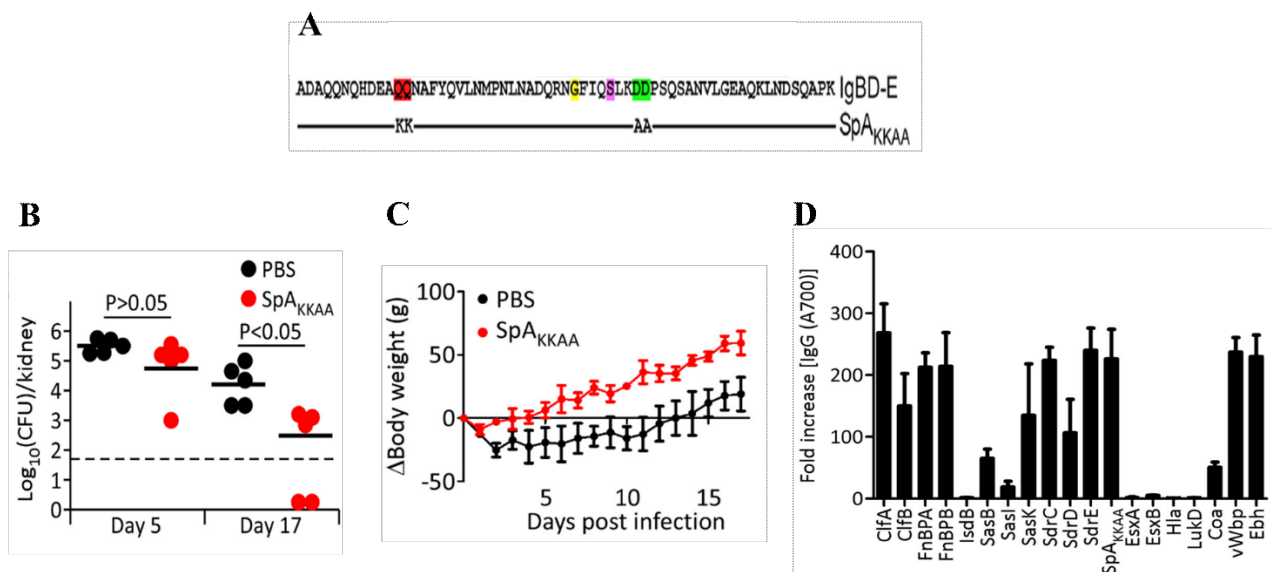 A
ADAQQNQHDEAQQNAFYQVLNMPNLNADQRNGFIQSLKDDPSQSANVLGEAQKLNDSQAPK IgBD-E
KK AA SpAKKAA
B
PBS
SpAKKAA
P>0.05
P<0.05
Log10(CFU)/kidney
6
5
4
3
2
1
0
Day 5 Day 17
C
PBS
SpAKKAA
ΔBody weight (g)
100
50
0
-50
5 10 15
Days post infection
D
Fold increase [IgG (A700)]
400
300
200
100
0
ClfA
ClfB
FnBPA
FnBPB
IsdB
SasB
SasI
SasK
SdrC
SdrD
SdrE
SpAKKAA
EsxA
EsxB
Hla
LukD
Coa
vWbp
Ebh